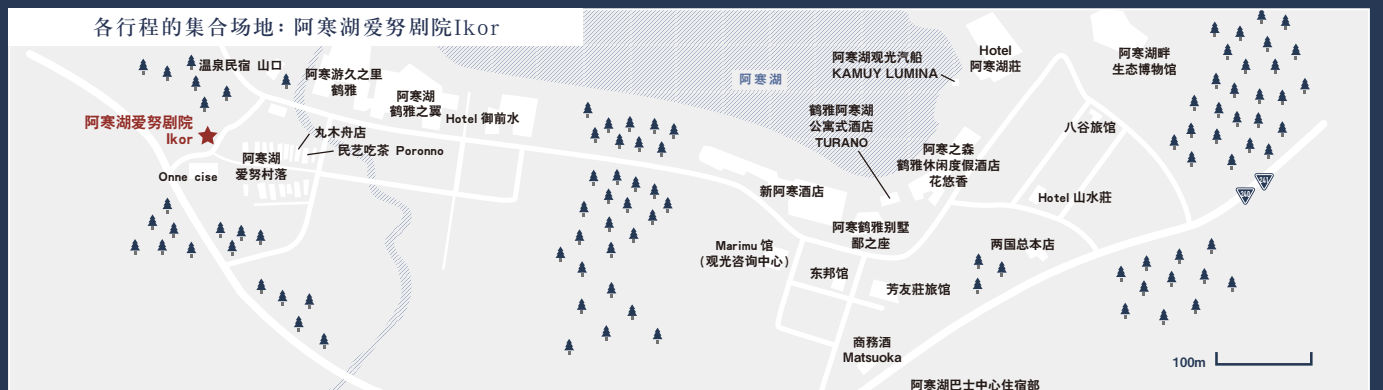 各行程的集合场地：阿寒湖爱努剧院Ikor
温泉民宿 山口
阿寒游久之里
鹤雅
阿寒湖
鹤雅之翼
Hotel 御前水
阿寒湖爱努剧院
Ikor
丸木舟店
民艺吃茶 Poronno
阿寒湖
爱努村落
Onne cise
阿寒湖
阿寒湖观光汽船
KAMUY LUMINA
Hotel
阿寒湖莊
阿寒湖畔
生态博物馆
鹤雅阿寒湖
公寓式酒店
TURANO
八谷旅馆
阿寒之森
鹤雅休闲度假酒店
花悠香
新阿寒酒店
Hotel 山水莊
阿寒鹤雅别墅
鄙之座
Marimu 馆
(观光咨询中心)
两国总本店
东邦馆
芳友莊旅馆
商務酒
Matsuoka
100m
阿寒湖巴士中心住宿部